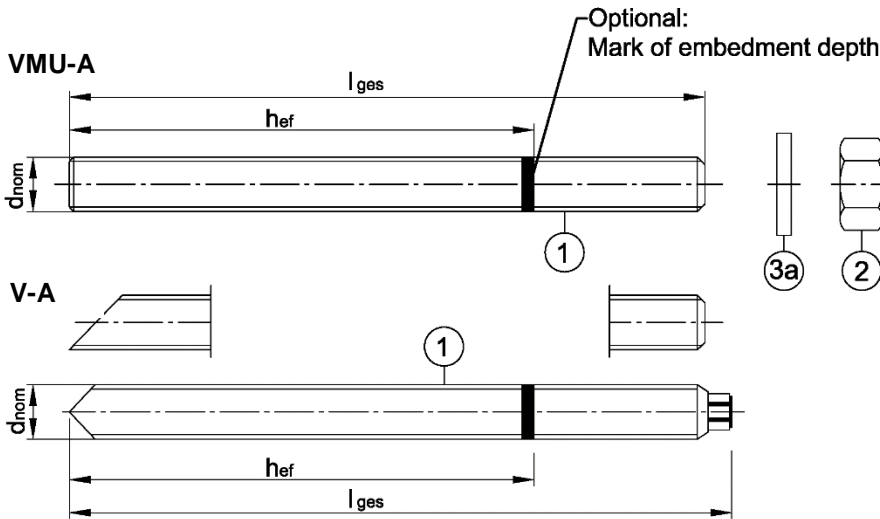 Optional:
Mark of embedment depth
VMU-A
lges
hef
dnom
1
3a
2
V-A
1
dnom
hef
lges